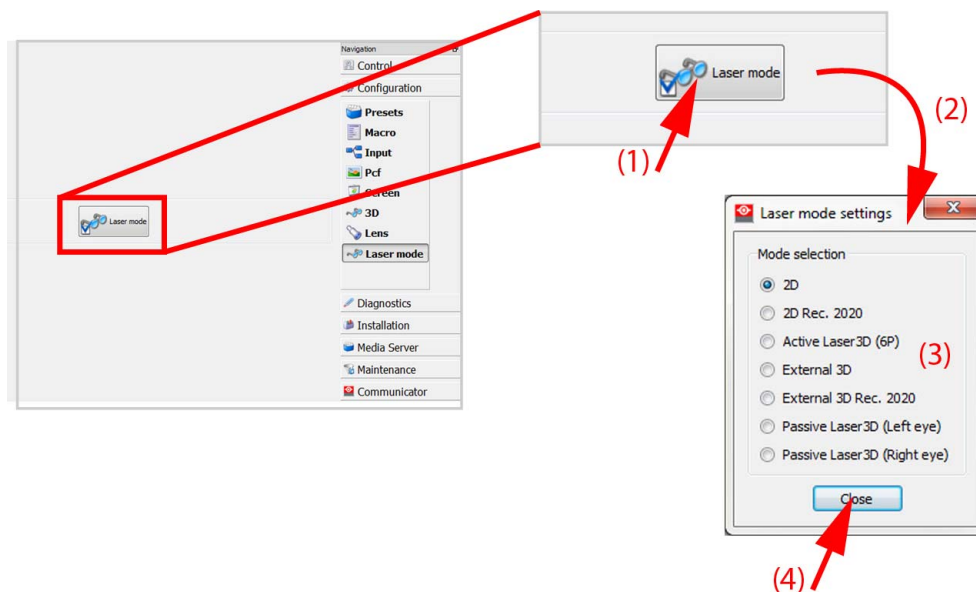 Navigation
Control
Configuration
Presets
Macro
Input
Pcf
Screen
3D
Lens
Laser mode
Diagnostics
Installation
Media Server
Maintenance
Communicator
Laser mode
Laser mode
(1)
(2)
Laser mode settings
Mode selection
2D
2D Rec. 2020
Active Laser3D (6P)
External 3D
External 3D Rec. 2020
Passive Laser3D (Left eye)
Passive Laser3D (Right eye)
(3)
Close
(4)